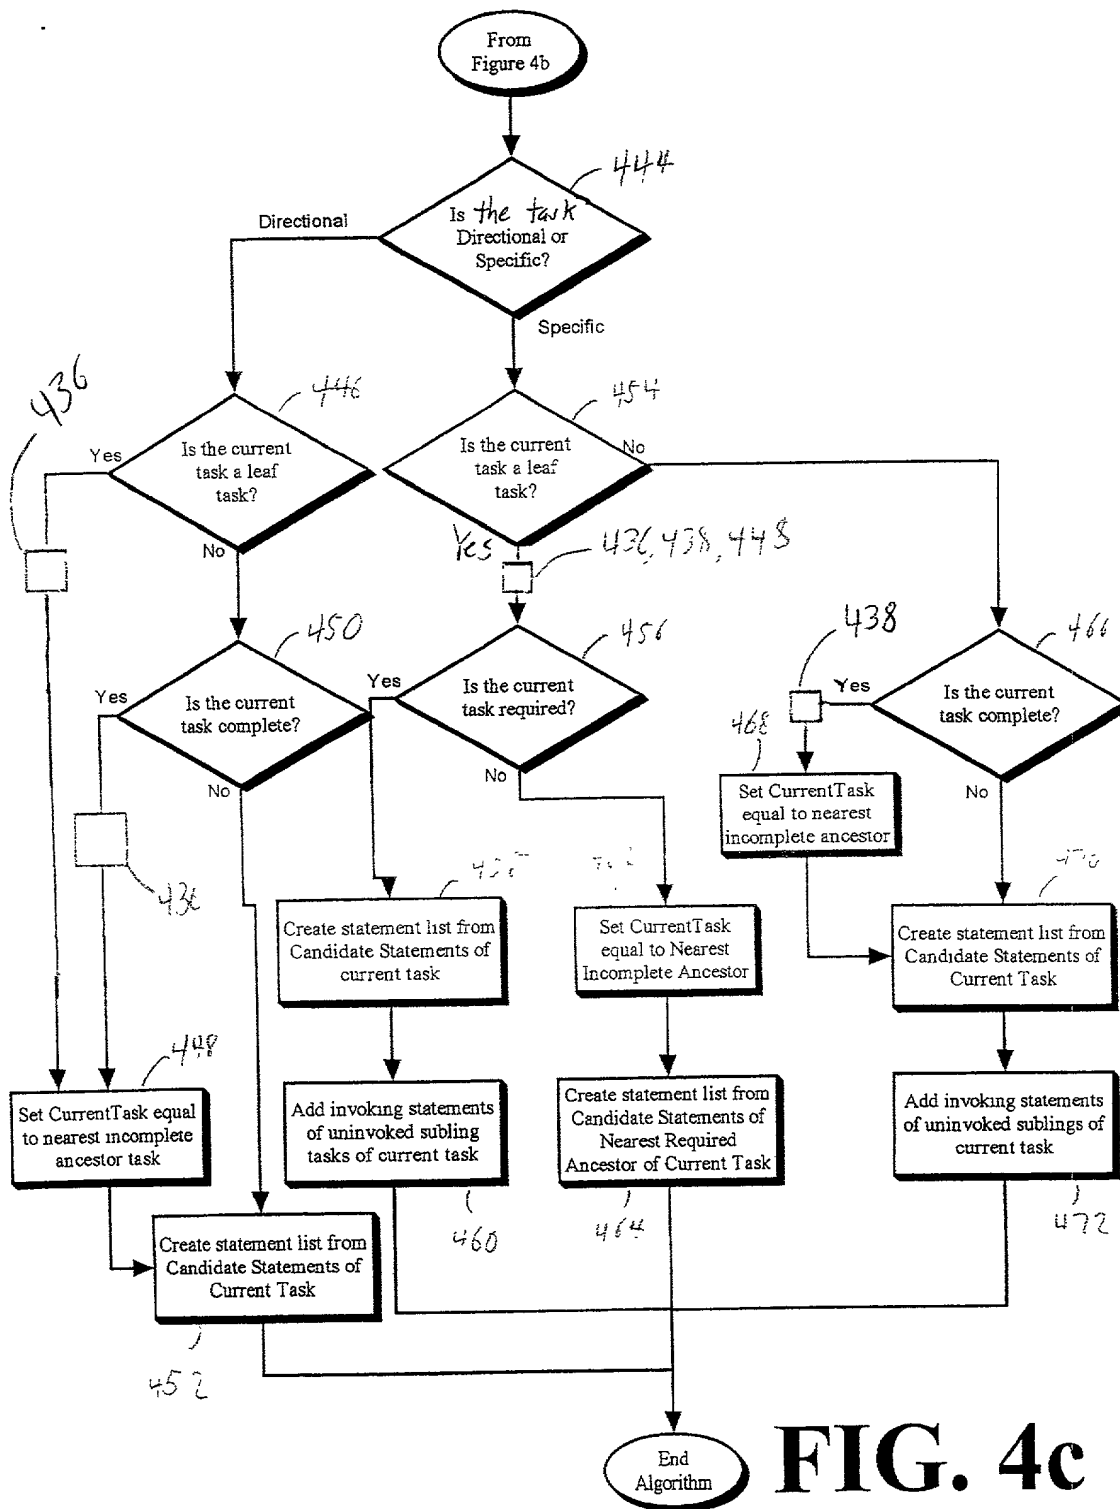 From
Figure 4b
444
Is the task
Directional or
Specific?
Directional
Specific
436
446
454
Is the current
task a leaf
task?
Yes
No
Is the current
task a leaf
task?
No
Yes
436, 438, 448
450
456
438
466
Is the current
task complete?
Yes
No
Is the current
task required?
Yes
No
Is the current
task complete?
Yes
No
468
Set CurrentTask
equal to nearest
incomplete ancestor
436
Create statement list from
Candidate Statements of
current task
Set CurrentTask
equal to Nearest
Incomplete Ancestor
Create statement list from
Candidate Statements of
Current Task
448
Set CurrentTask equal
to nearest incomplete
ancestor task
Add invoking statements
of uninvoked subling
tasks of current task
Create statement list from
Candidate Statements of
Nearest Required
Ancestor of Current Task
Add invoking statements
of uninvoked sublings of
current task
460
464
472
Create statement list from
Candidate Statements of
Current Task
452
End
Algorithm
FIG. 4c